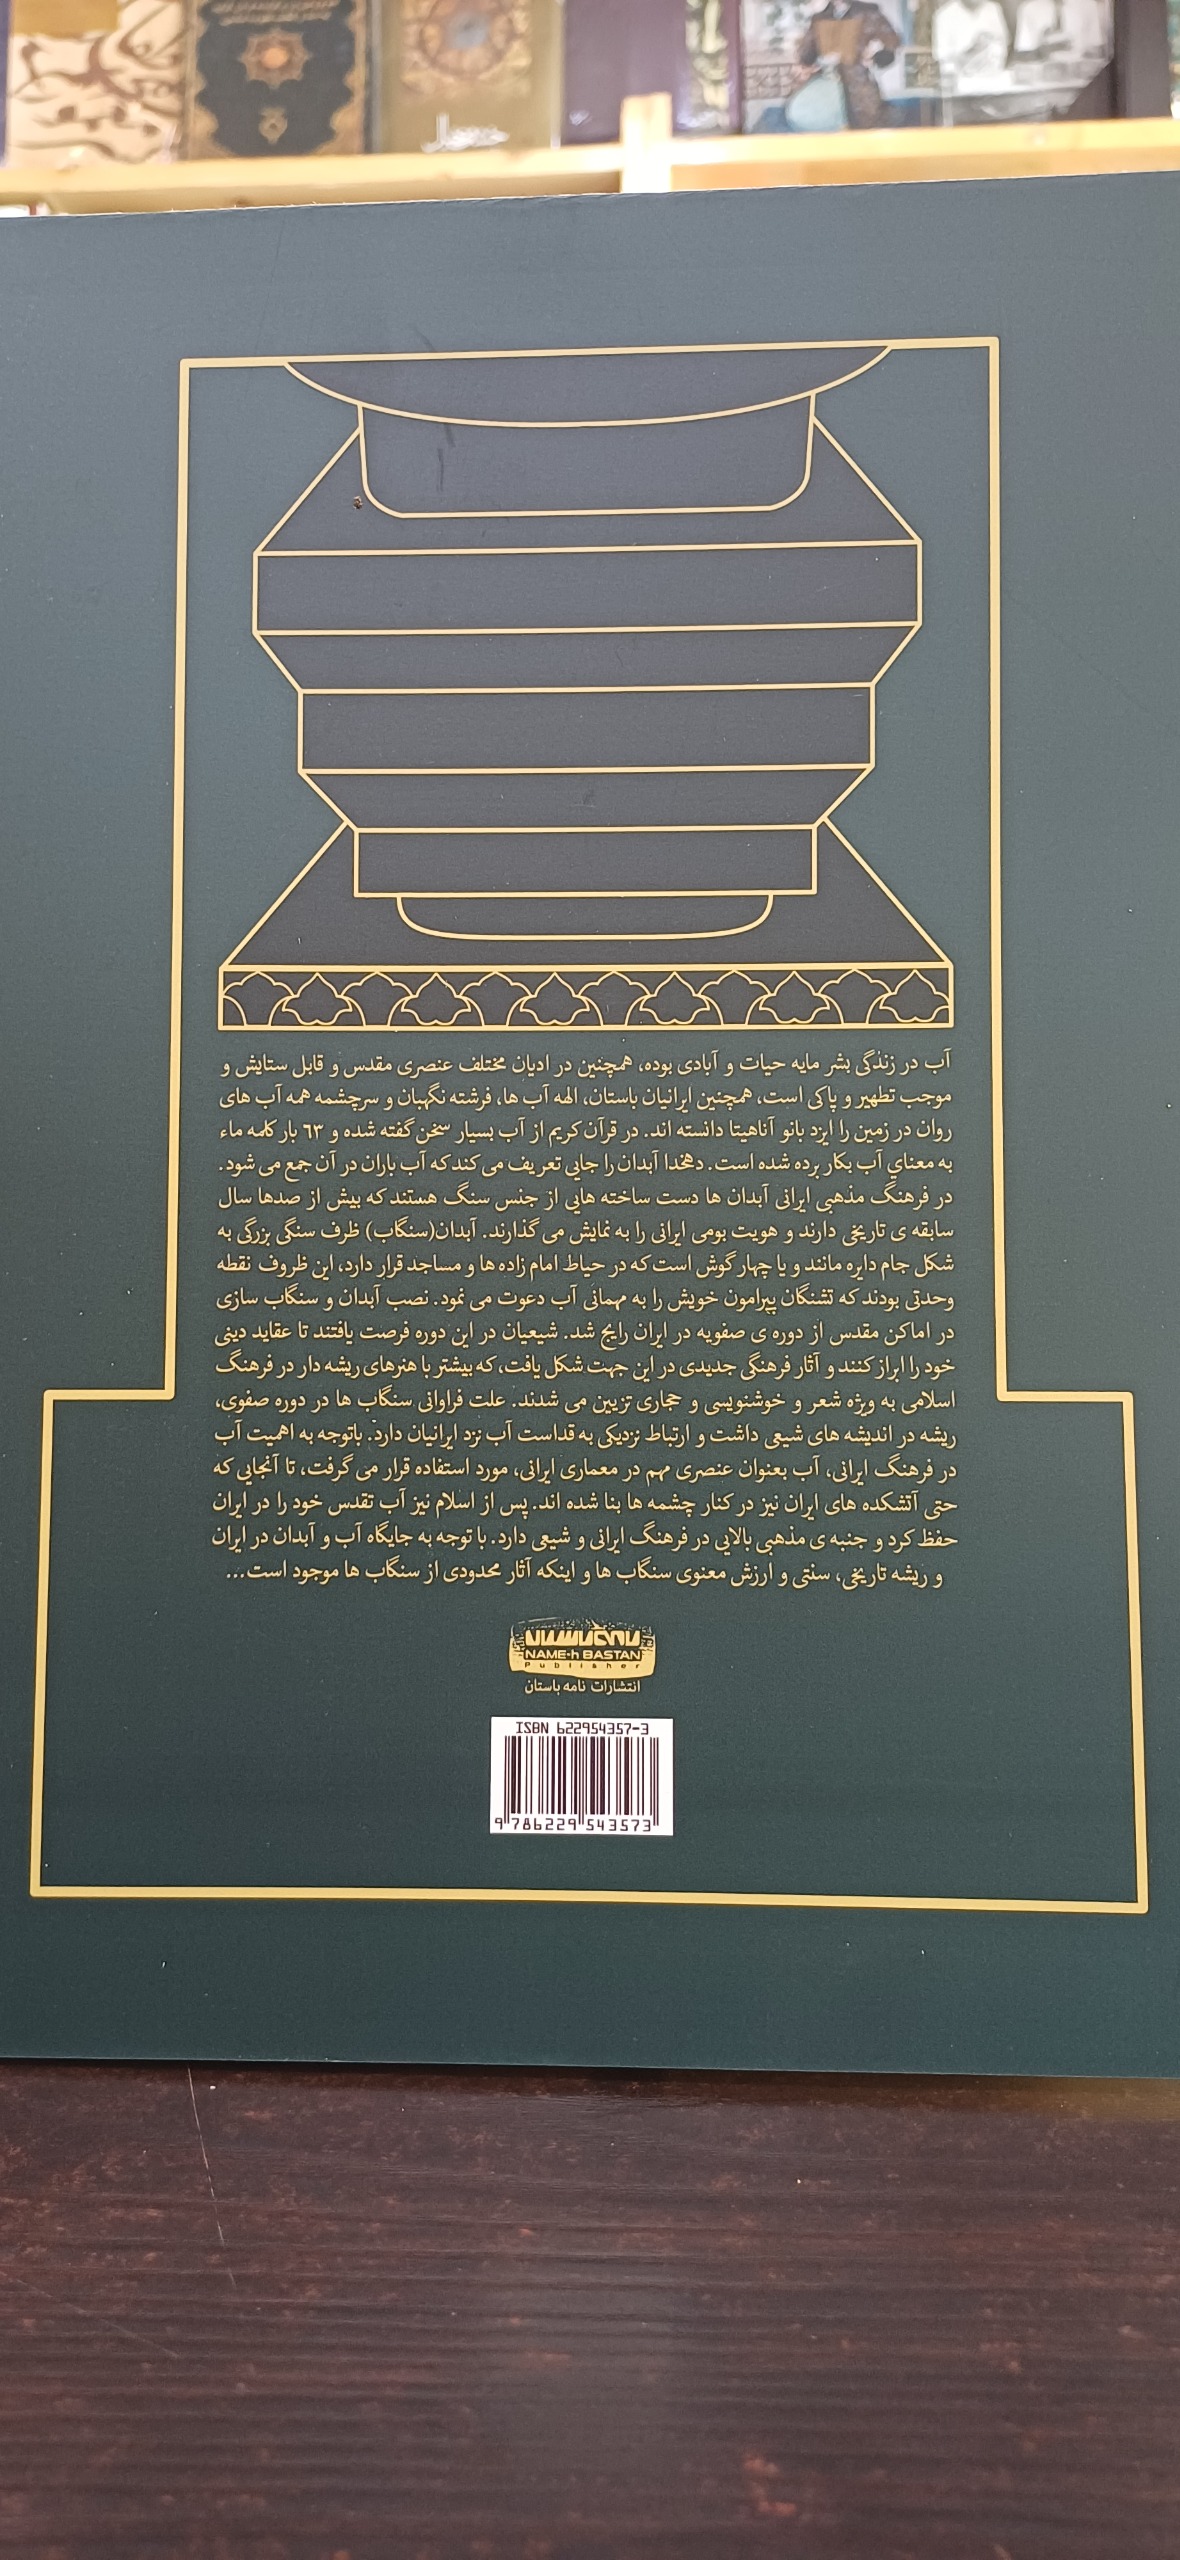 آب در زندگی بشر مایه حیات و آبادی بوده، همچنین در ادیان مختلف عنصری مقدس و قابل ستایش و
موجب تطهیر و پاکی است، همچنین ایرانیان باستان، الهه آب ها، فرشته نگهبان و سرچشمه همه آب های
روان در زمین را ایزد بانو آناهیتا دانسته اند. در قرآن کریم از آب بسیار سخن گفته شده و ٦٣ بار کلمه ماء
به معنای آب بکار برده شده است. دهخدا آبدان را جایی تعریف می کند که آب باران در آن جمع می شود.
در فرهنگ مذهبی ایرانی آبدان ها دست ساخته هایی از جنس سنگ هستند که بیش از صدها سال
سابقه ی تاریخی دارند و هویت بومی ایرانی را به نمایش می گذارند. آبدان(سنگاب) ظرف سنگی بزرگی به
شکل جام دایره مانند و یا چهار گوش است که در حیاط امام زاده ها و مساجد قرار دارد، این ظروف نقطه
وحدتی بودند که تشنگان پیرامون خویش را به مهمانی آب دعوت می نمود. نصب آبدان و سنگاب سازی
در اماکن مقدس از دوره ی صفویه در ایران رایج شد. شیعیان در این دوره فرصت یافتند تا عقاید دینی
خود را ابراز کنند و آثار فرهنگی جدیدی در این جهت شکل یافت، که بیشتر با هنرهای ریشه دار در فرهنگ
اسلامی به ویژه شعر و خوشنویسی و حجاری تزیین می شدند. علت فراوانی سنگاب ها در دوره صفوی،
ریشه در اندیشه های شیعی داشت و ارتباط نزدیکی به قداست آب نزد ایرانیان دارد. باتوجه به اهمیت آب
در فرهنگ ایرانی، آب بعنوان عنصری مهم در معماری ایرانی، مورد استفاده قرار می گرفت، تا آنجایی که
حتی آتشکده های ایران نیز در کنار چشمه ها بنا شده اند. پس از اسلام نیز آب تقدس خود را در ایران
حفظ کرد و جنبه ی مذهبی بالایی در فرهنگ ایرانی و شیعی دارد. با توجه به جایگاه آب و آبدان در ایران
و ریشه تاریخی، سنتی و ارزش معنوی سنگاب ها و اینکه آثار محدودی از سنگاب ها موجود است...
NAME-h BASTAN
Publisher
انتشارات نامه باستان
ISBN 622954357-3
9 786229 543573